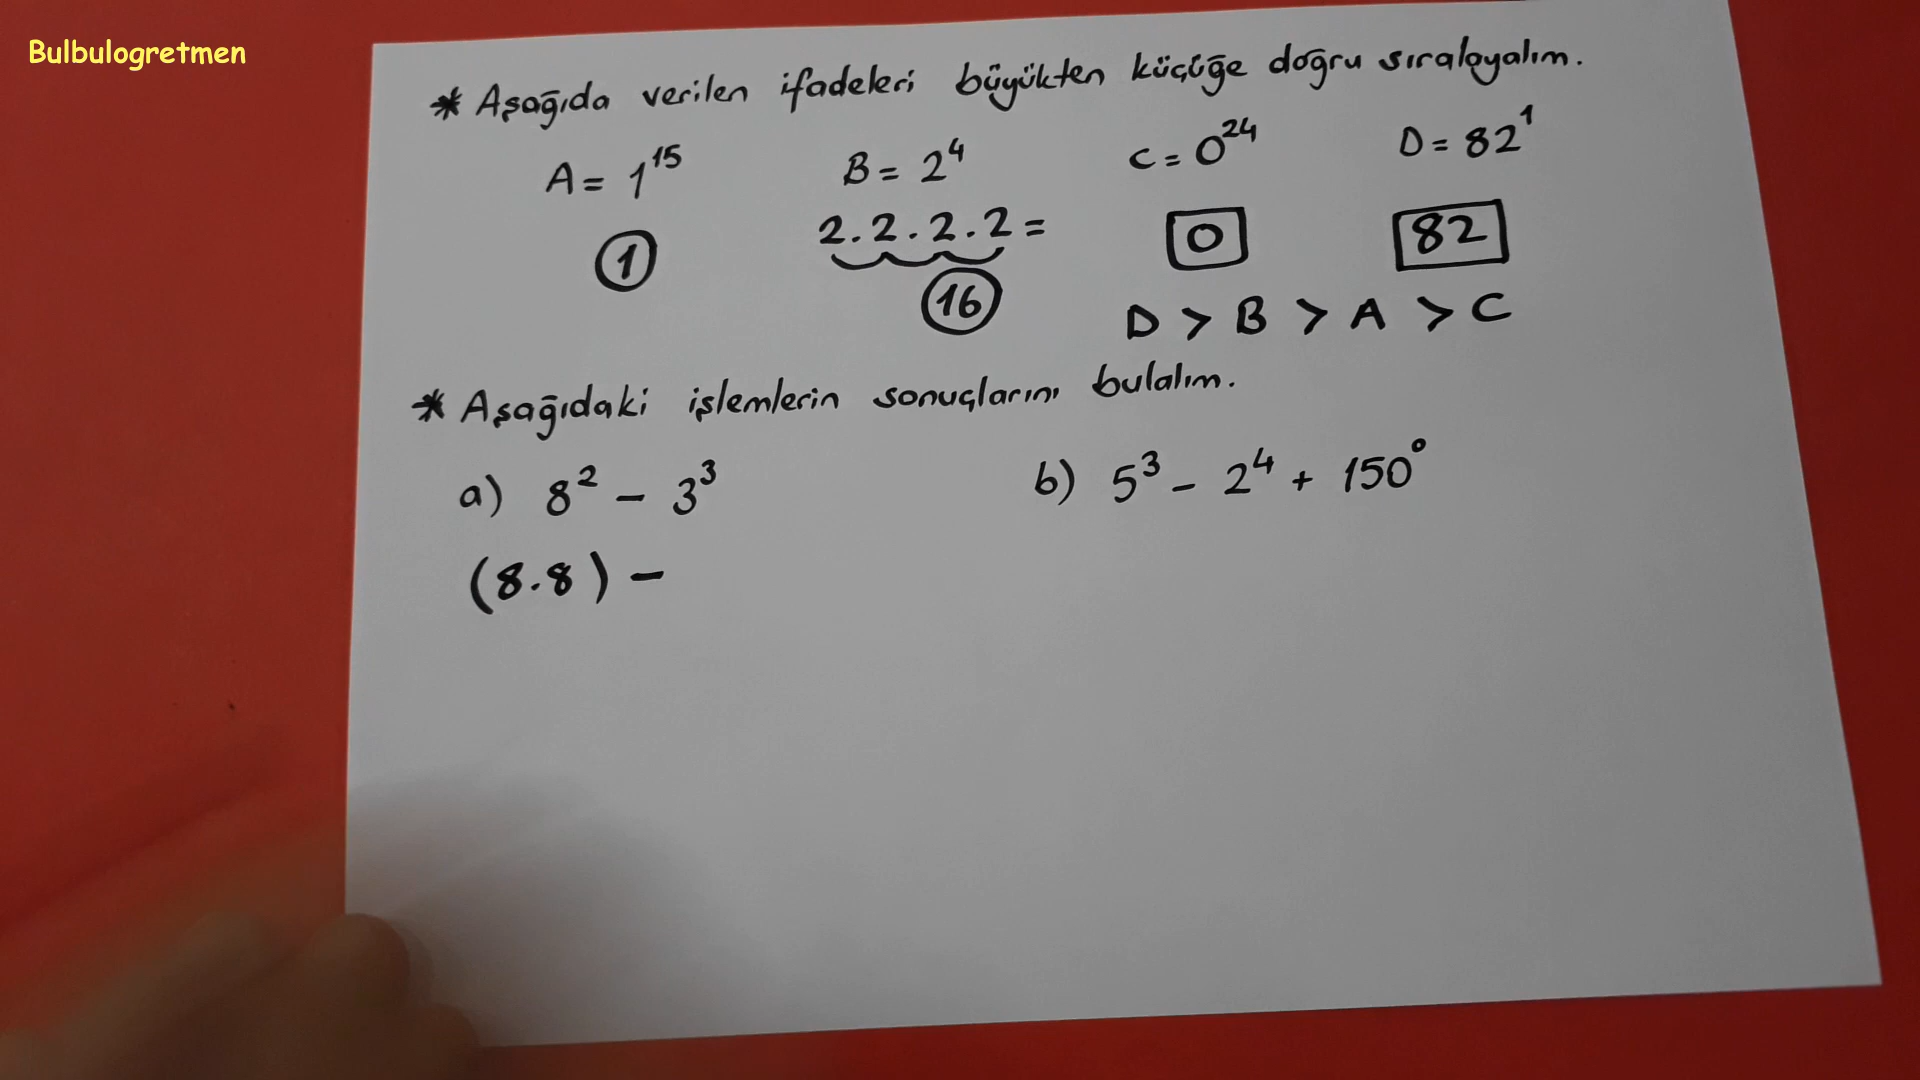 Bulbulogretmen
* Aşağıda verilen ifadeleri büyükten küçüğe doğru sıralayalım.
A = 1¹⁵ B = 2⁴ C = 0²⁴ D = 82¹
2.2.2.2 =
1 16 0 82
D > B > A > C
* Aşağıdaki işlemlerin sonuçlarını bulalım.
a) 8² - 3³ b) 5³ - 2⁴ + 150⁰
(8.8) -